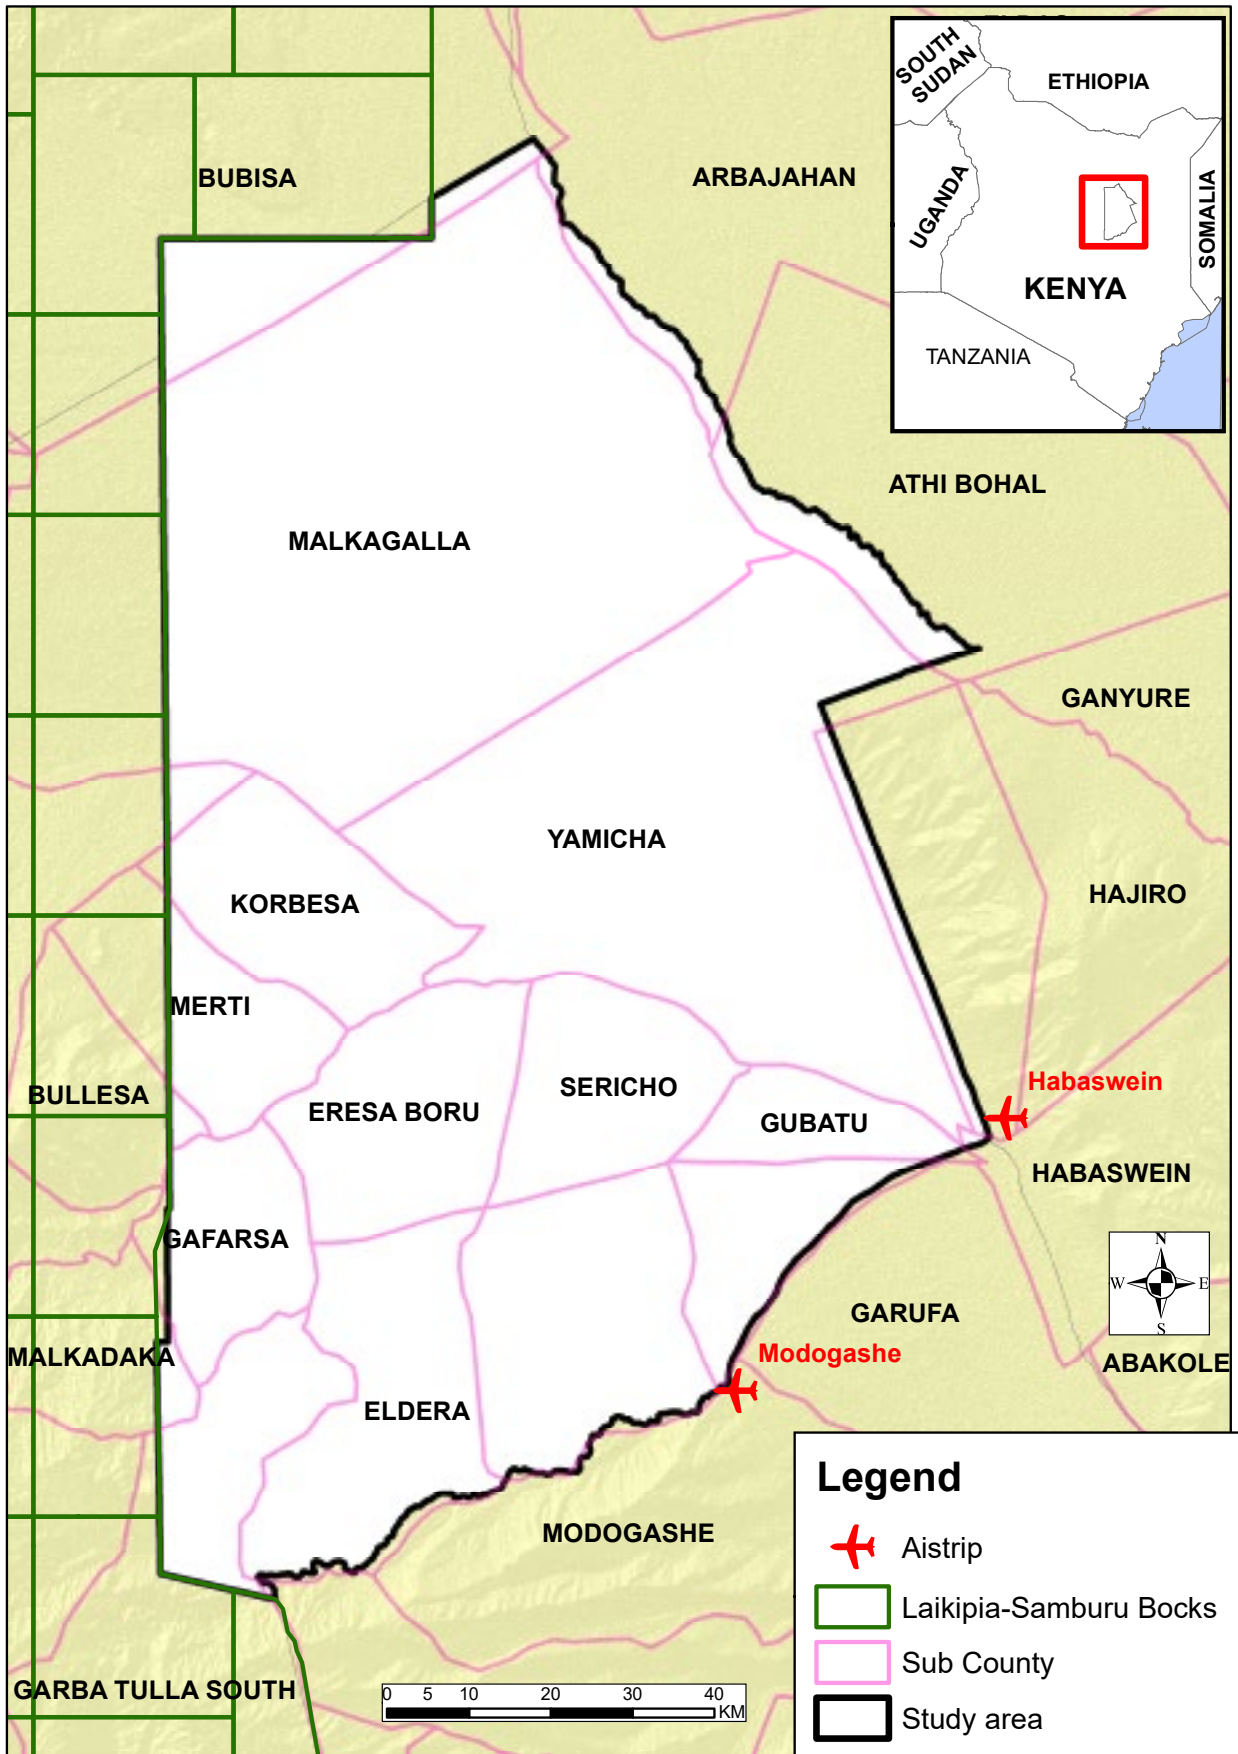 SOUTH
SUDAN
ETHIOPIA
UGANDA
SOMALIA
KENYA
TANZANIA
BUBISA
ARBAJAHAN
ATHI BOHAL
MALKAGALLA
GANYURE
YAMICHA
HAJIRO
KORBESA
MERTI
Habaswein
SERICHO
BULLESA
ERESA BORU
GUBATU
HABASWEIN
GAFARSA
N
W
E
S
GARUFA
MALKADAKA
Modogashe
ABAKOLE
ELDERA
MODOGASHE
GARBA TULLA SOUTH
0 5 10 20 30 40
KM
Legend
Aistrip
Laikipia-Samburu Bocks
Sub County
Study area